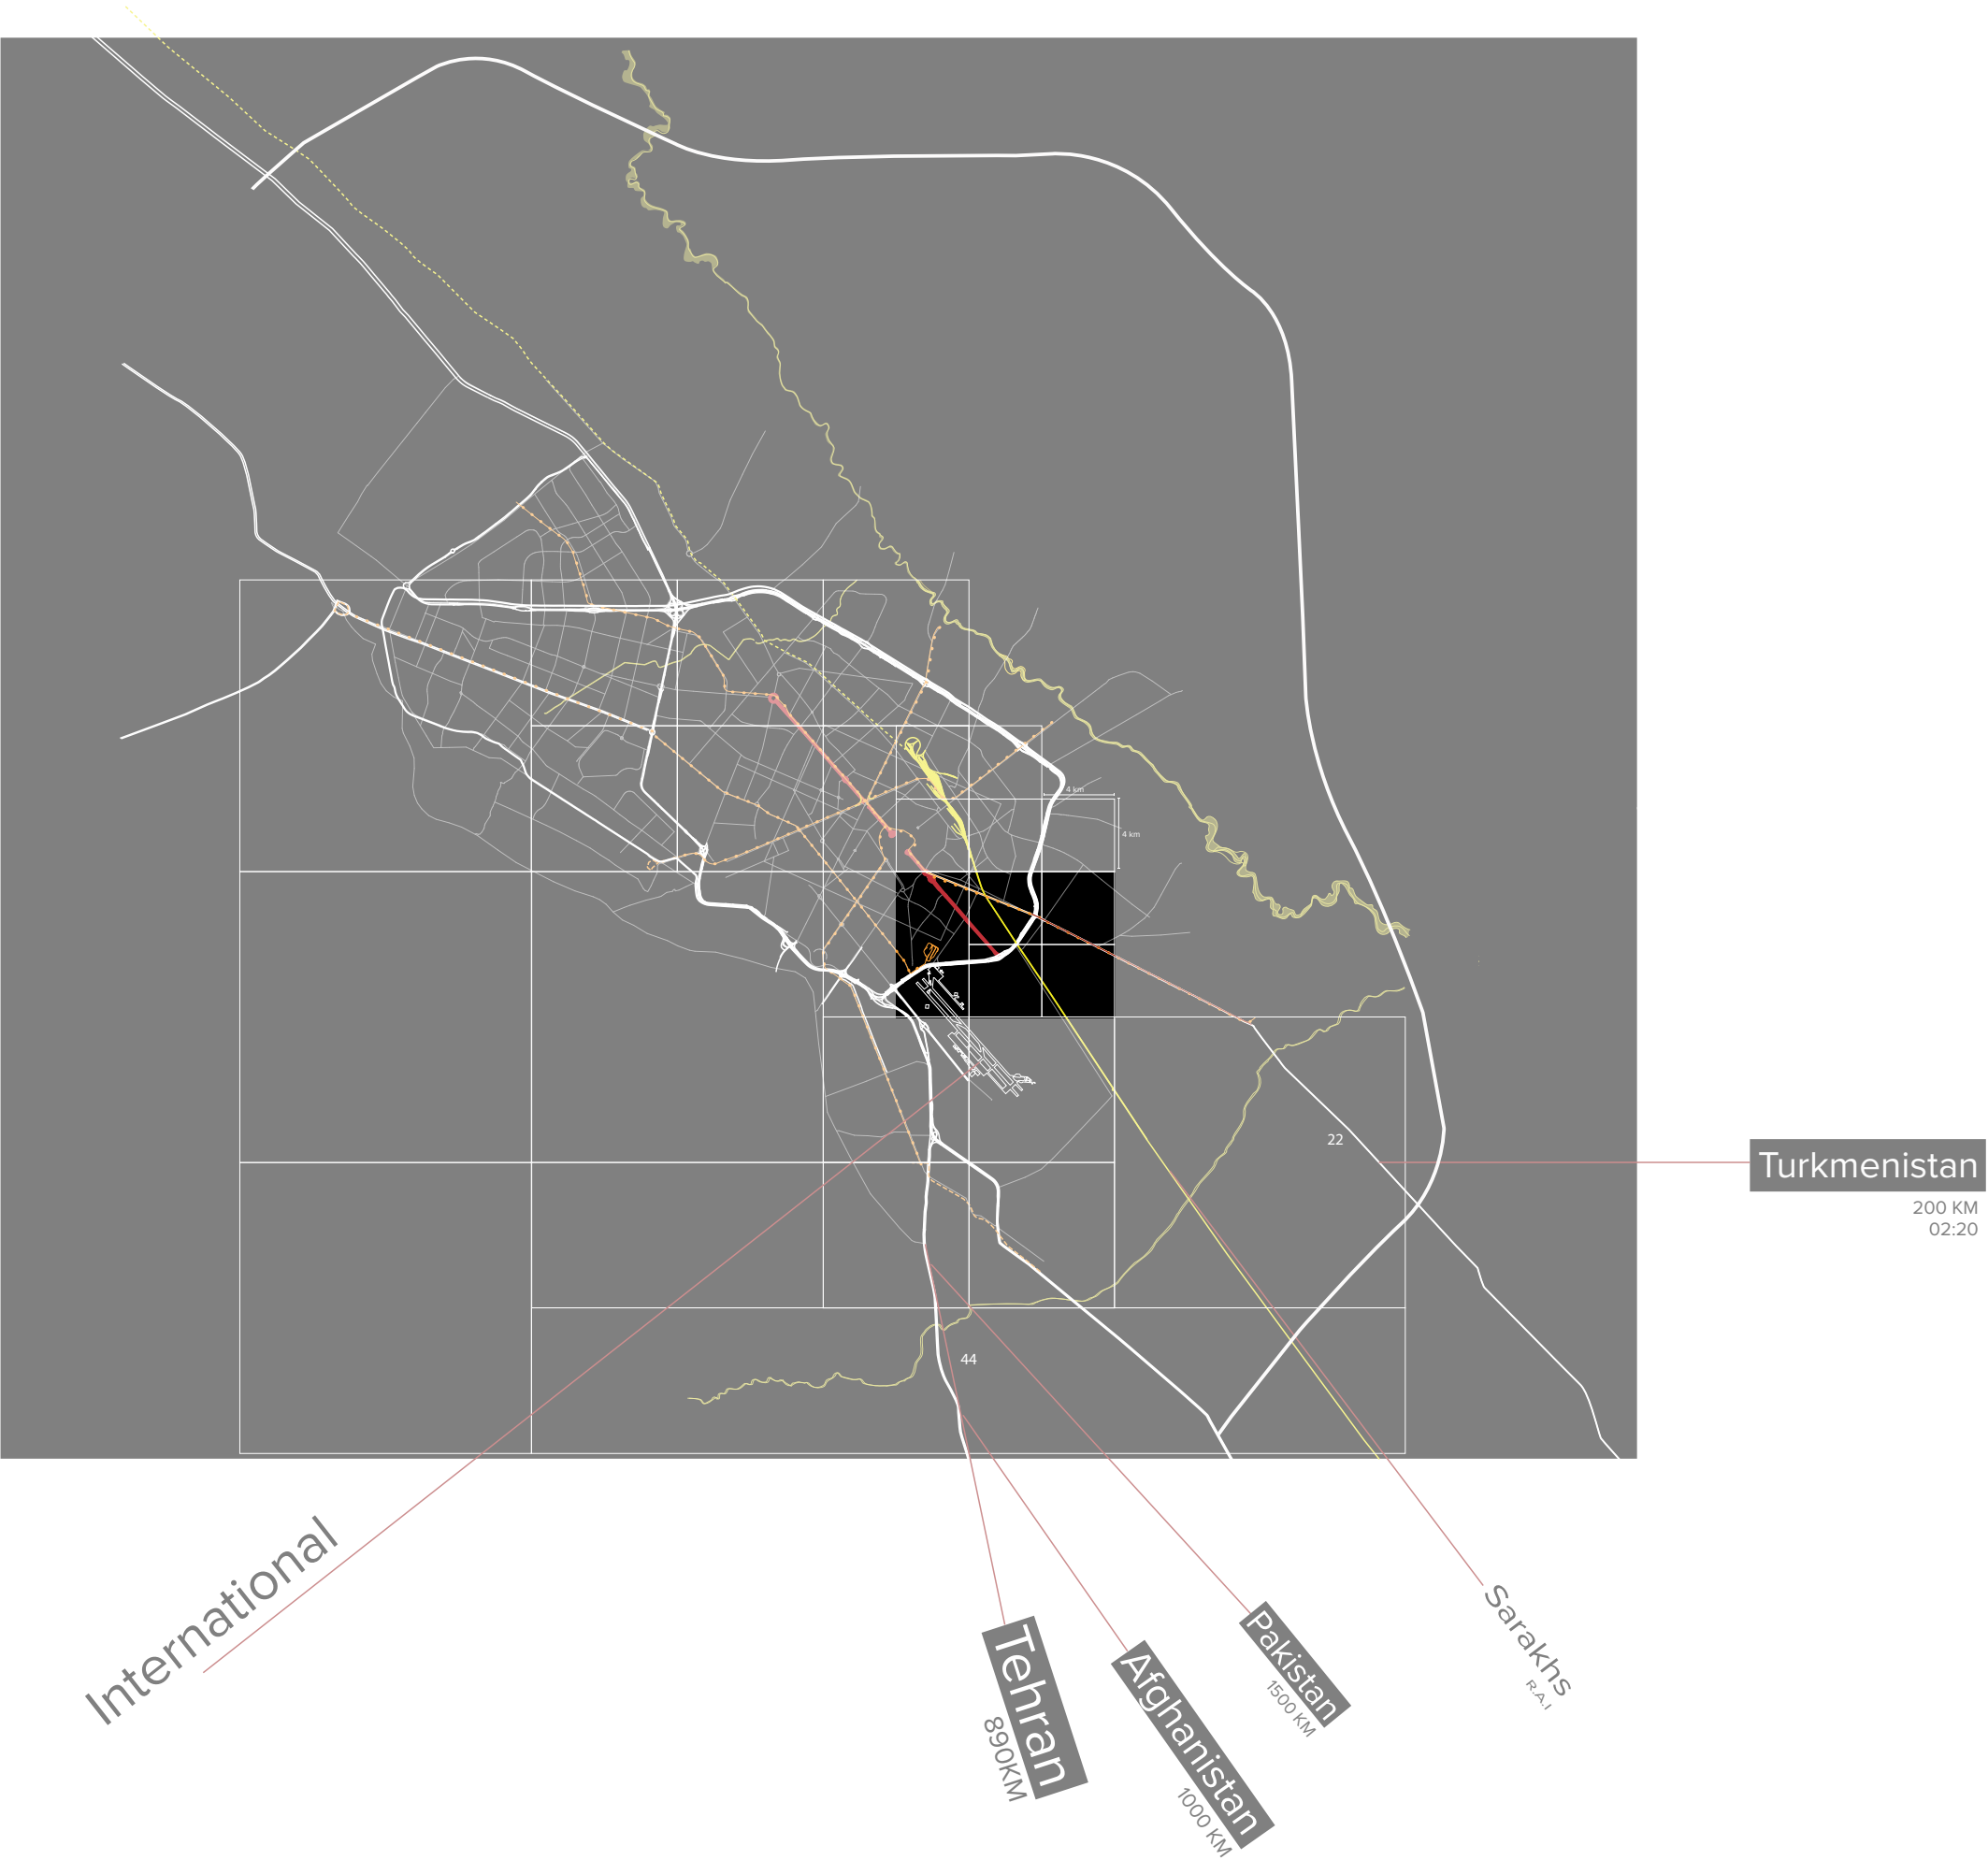 4 km
4 km
22
Turkmenistan
200 KM
02:20
44
International
Tehran
890KM
Afghanistan
1000 KM
Pakistan
1500 KM
Sarakhs
R.A.I